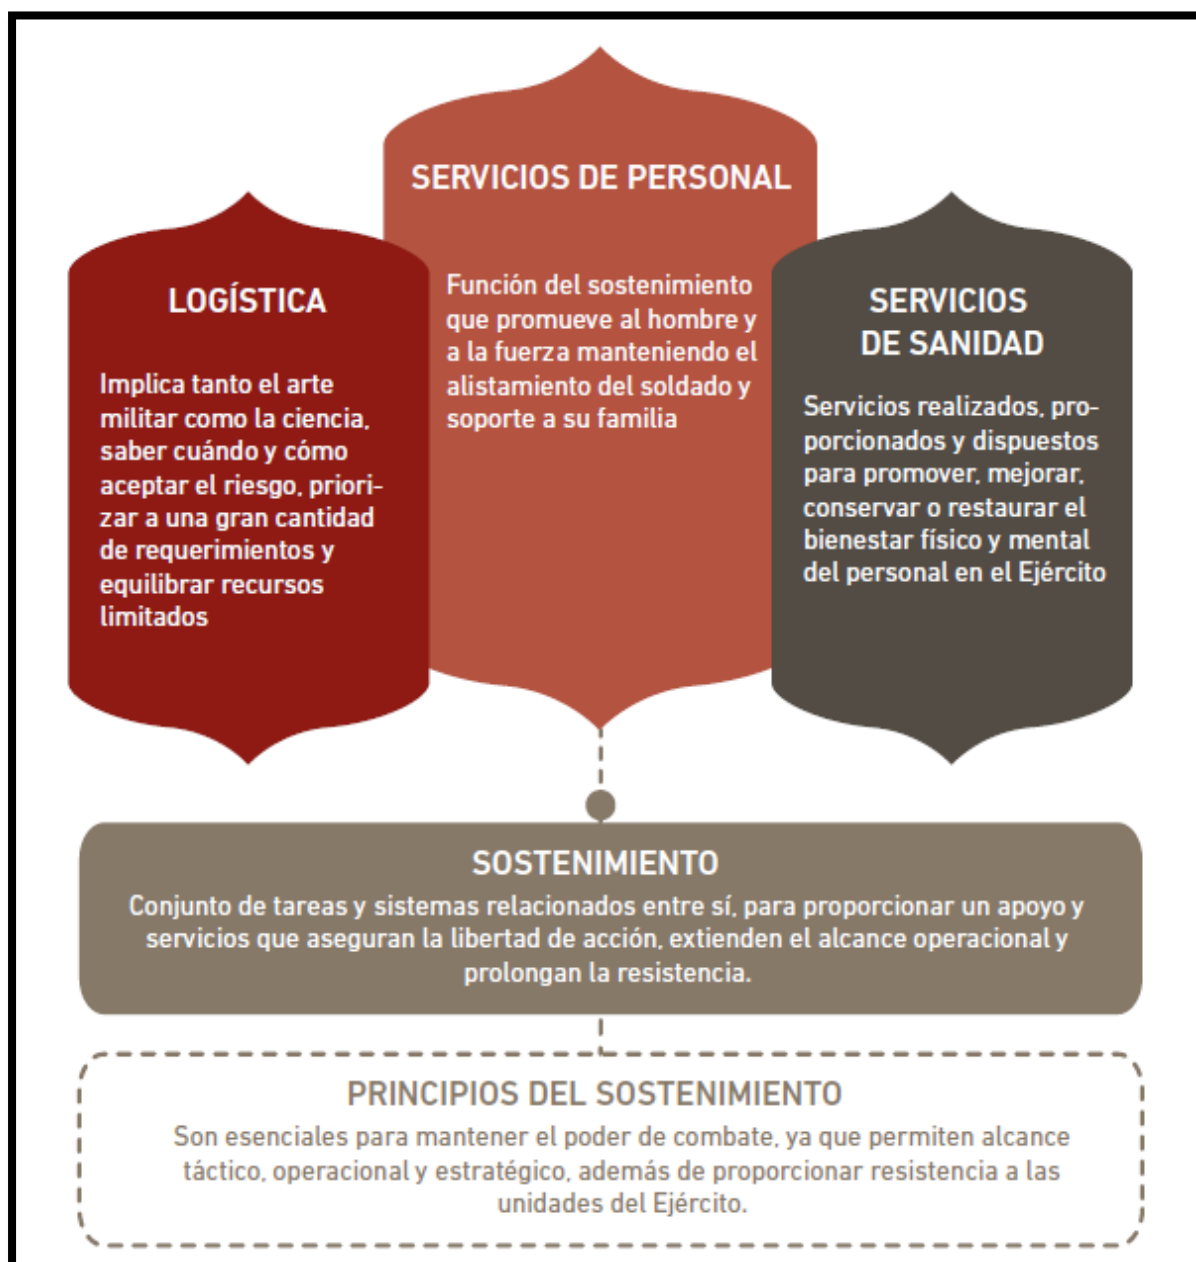 SERVICIOS DE PERSONAL
Función del sostenimiento
que promueve al hombre y
a la fuerza manteniendo el
alistamiento del soldado y
soporte a su familia
LOGÍSTICA
Implica tanto el arte
militar como la ciencia,
saber cuándo y cómo
aceptar el riesgo, priori-
zar a una gran cantidad
de requerimientos y
equilibrar recursos
limitados
SERVICIOS
DE SANIDAD
Servicios realizados, pro-
porcionados y dispuestos
para promover, mejorar,
conservar o restaurar el
bienestar físico y mental
del personal en el Ejército
SOSTENIMIENTO
Conjunto de tareas y sistemas relacionados entre sí, para proporcionar un apoyo y
servicios que aseguran la libertad de acción, extienden el alcance operacional y
prolongan la resistencia.
PRINCIPIOS DEL SOSTENIMIENTO
Son esenciales para mantener el poder de combate, ya que permiten alcance
táctico, operacional y estratégico, además de proporcionar resistencia a las
unidades del Ejército.